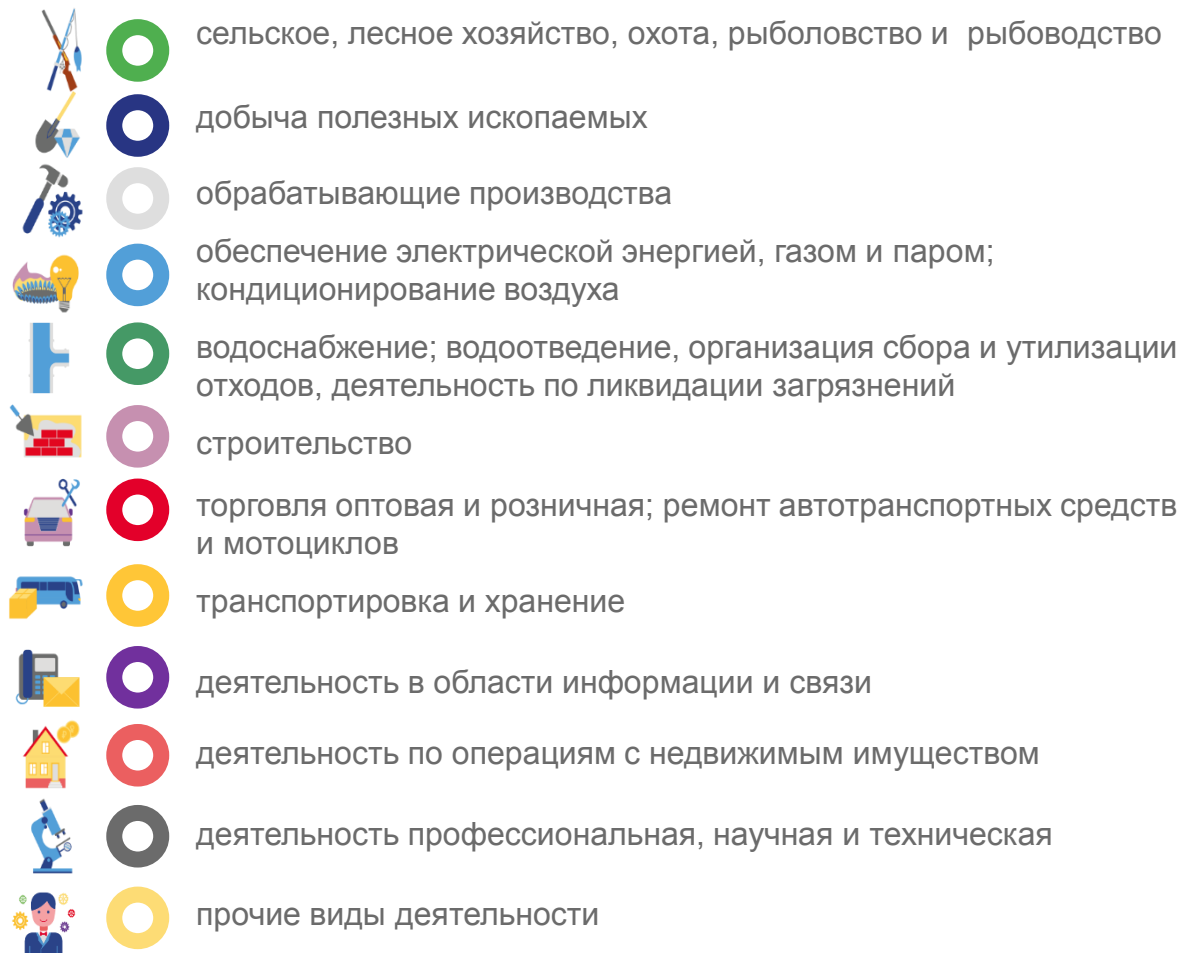 сельское, лесное хозяйство, охота, рыболовство и рыбоводство
добыча полезных ископаемых
обрабатывающие производства
обеспечение электрической энергией, газом и паром;
кондиционирование воздуха
водоснабжение; водоотведение, организация сбора и утилизации
отходов, деятельность по ликвидации загрязнений
строительство
торговля оптовая и розничная; ремонт автотранспортных средств
и мотоциклов
транспортировка и хранение
деятельность в области информации и связи
деятельность по операциям с недвижимым имуществом
деятельность профессиональная, научная и техническая
прочие виды деятельности